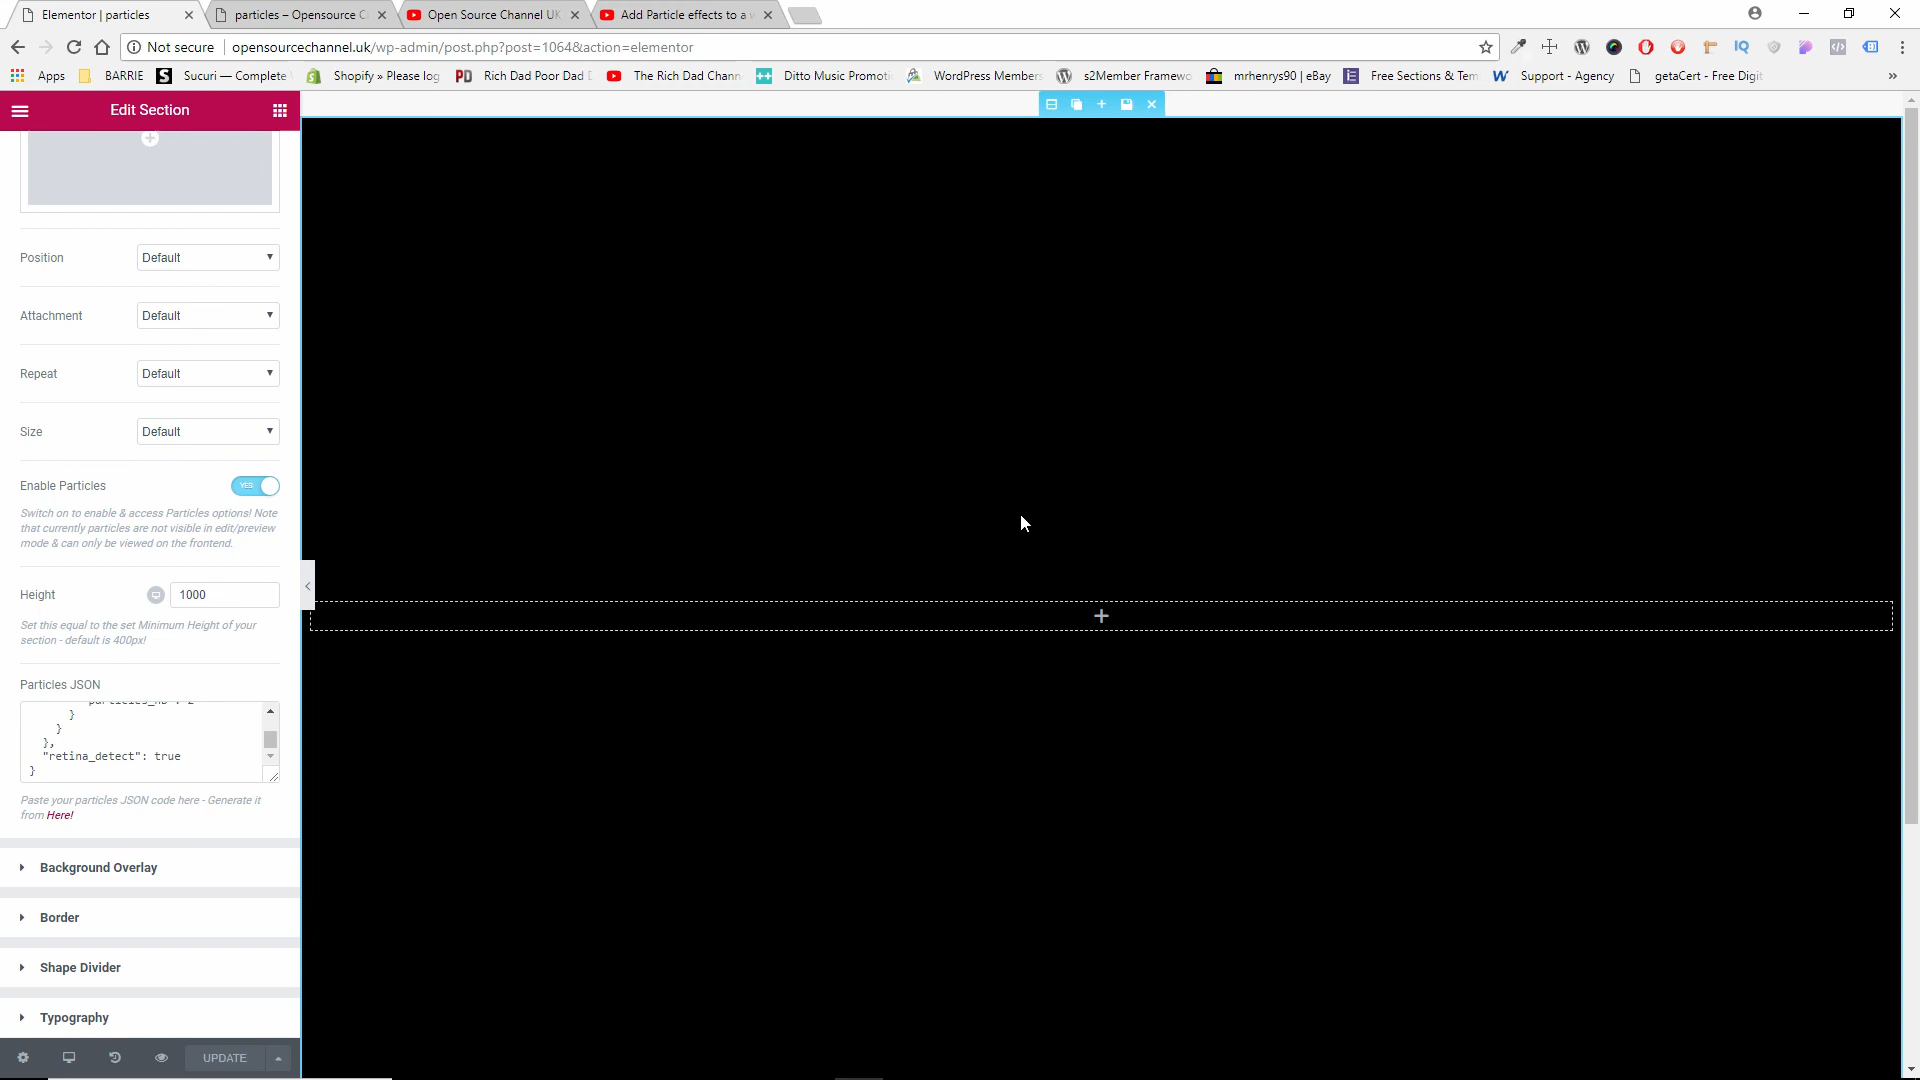 Elementor | particles
particles – Opensource C
Open Source Channel UK
Add Particle effects to a w
Not secure
opensourcechannel.uk/wp-admin/post.php?post=1064&action=elementor
Apps
BARRIE
Sucuri — Complete
Shopify » Please log
Rich Dad Poor Dad
The Rich Dad Chann
Ditto Music Promoti
WordPress Members
s2Member Framewo
mrhenrys90 | eBay
Free Sections & Tem
Support - Agency
getaCert - Free Digit
Edit Section
Position
Default
Attachment
Default
Repeat
Default
Size
Default
Enable Particles
YES
Switch on to enable & access Particles options! Note
that currently particles are not visible in edit/preview
mode & can only be viewed on the frontend.
Height
1000
Set this equal to the set Minimum Height of your
section - default is 400px!
Particles JSON
}
}
},
"retina_detect": true
}
Paste your particles JSON code here - Generate it
from Here!
Background Overlay
Border
Shape Divider
Typography
UPDATE